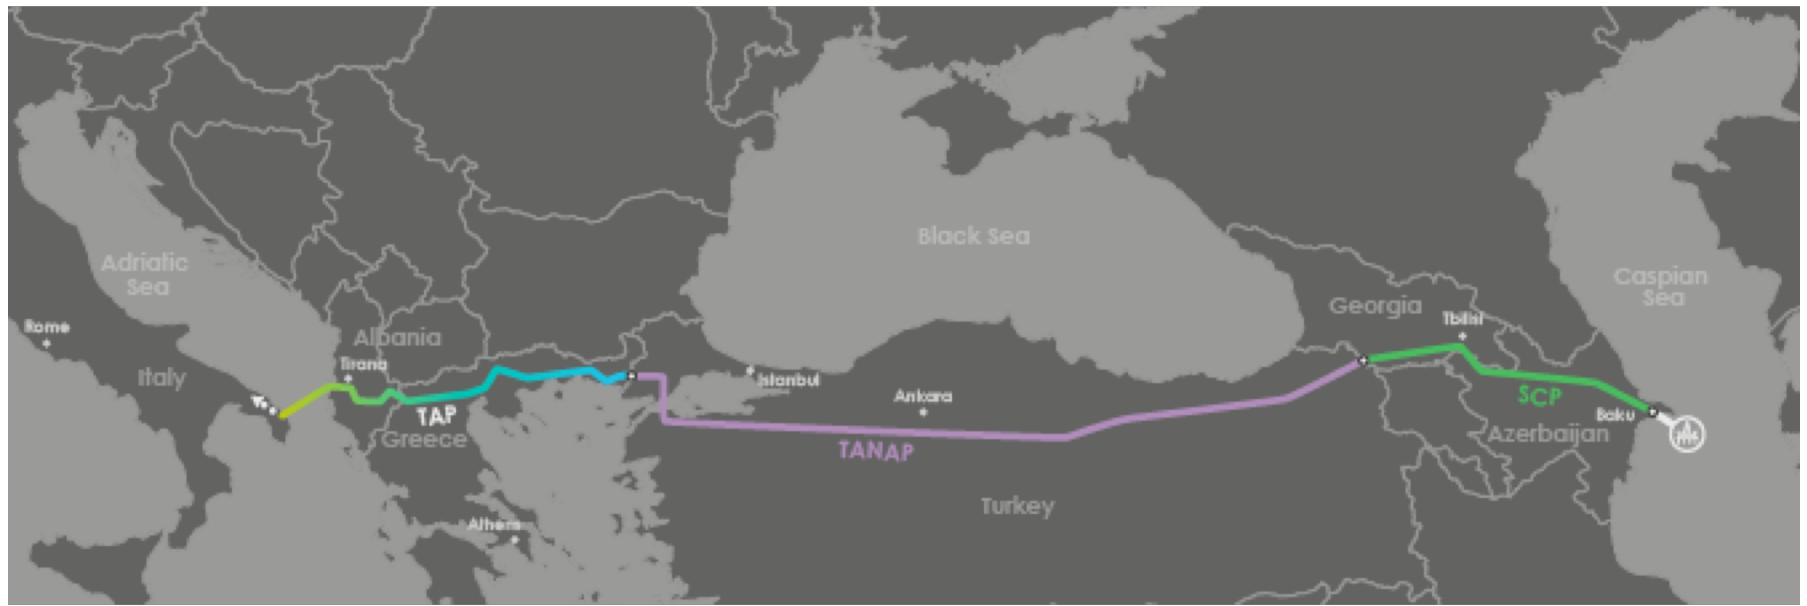 Black Sea
Adriatic
Sea
Caspian
Sea
Georgia
Tbilisi
Rome
Albania
Tirana
Italy
Istanbul
Ankara
TAP
Greece
TANAP
SCP
Baku
Azerbaijan
Turkey
Athens